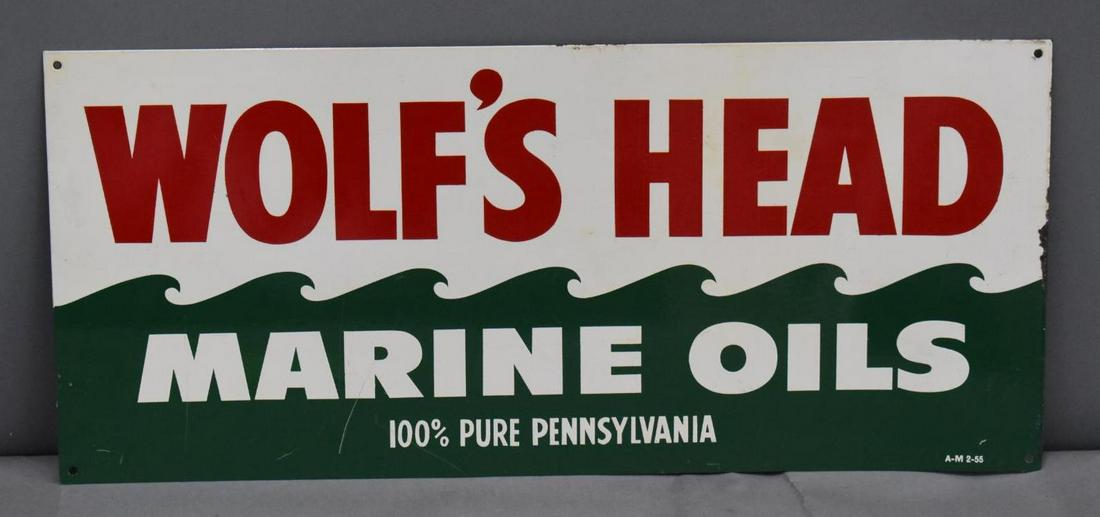 WOLF'S HEAD
MARINE OILS
100% PURE PENNSYLVANIA
A-M 2-55